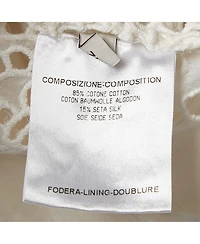 COMPOSIZIONE-COMPOSITION
85% COTONE COTTON
COTON BAUMWOLLE ALGODON
15% SETA SILK
SOIE SEIDE SEDA
FODERA-LINING-DOUBLURE